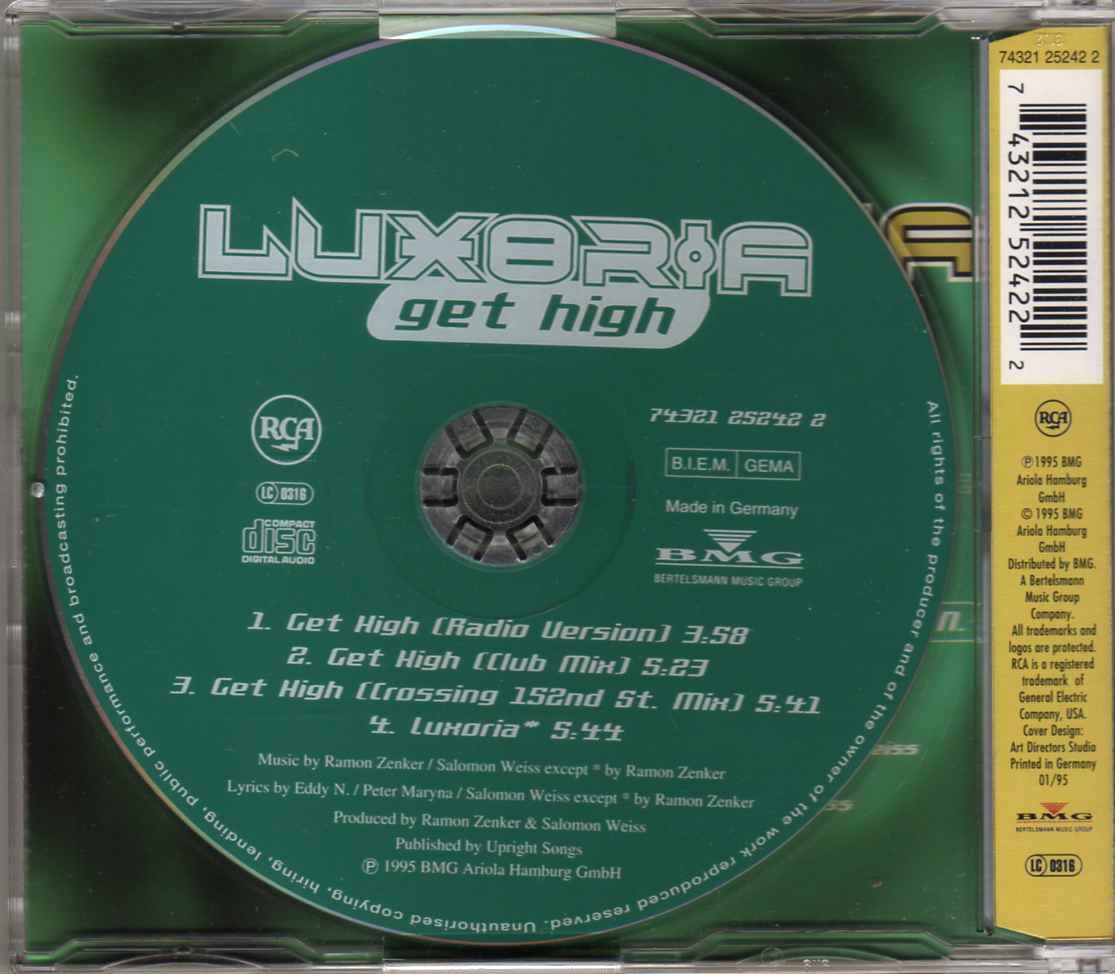 LUXORIA
get high
RCA
LC 0316
COMPACT
disc
DIGITAL AUDIO
74321 25242 2
B.I.E.M. GEMA
Made in Germany
BMG
BERTELSMANN MUSIC GROUP
1. Get High (Radio Version) 3:58
2. Get High (Club Mix) 5:23
3. Get High (Crossing 152nd St. Mix) 5:41
4. Luxoria* 5:44
Music by Ramon Zenker / Salomon Weiss except * by Ramon Zenker
Lyrics by Eddy N. / Peter Maryna / Salomon Weiss except * by Ramon Zenker
Produced by Ramon Zenker & Salomon Weiss
Published by Upright Songs
℗ 1995 BMG Ariola Hamburg GmbH
All rights of the producer and of the owner of the work reproduced reserved. Unauthorised copying, hiring, lending, public performance and broadcasting prohibited.
A
n.
eiss
ss
74321 25242 2
7 43212 52422 2
RCA
℗ 1995 BMG
Ariola Hamburg
GmbH
© 1995 BMG
Ariola Hamburg
GmbH
Distributed by BMG.
A Bertelsmann
Music Group
Company.
All trademarks and
logos are protected.
RCA is a registered
trademark of
General Electric
Company, USA.
Cover Design:
Art Directors Studio
Printed in Germany
01/95
BMG
BERTELSMANN MUSIC GROUP
LC 0316